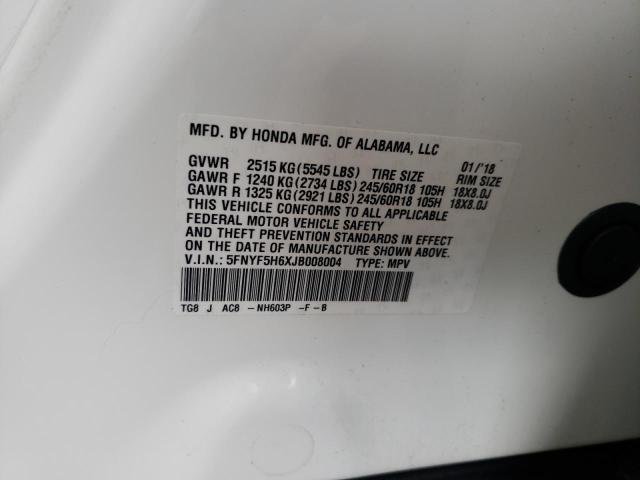 MFD. BY HONDA MFG. OF ALABAMA, LLC
01/'18
GVWR 2515 KG (5545 LBS) TIRE SIZE RIM SIZE
GAWR F 1240 KG (2734 LBS) 245/60R18 105H 18X8.0J
GAWR R 1325 KG (2921 LBS) 245/60R18 105H 18X8.0J
THIS VEHICLE CONFORMS TO ALL APPLICABLE
FEDERAL MOTOR VEHICLE SAFETY
AND THEFT PREVENTION STANDARDS IN EFFECT
ON THE DATE OF MANUFACTURE SHOWN ABOVE.
V.I.N.: 5FNYF5H6XJB008004 TYPE: MPV
TG8 J AC8 -NH603P -F-B